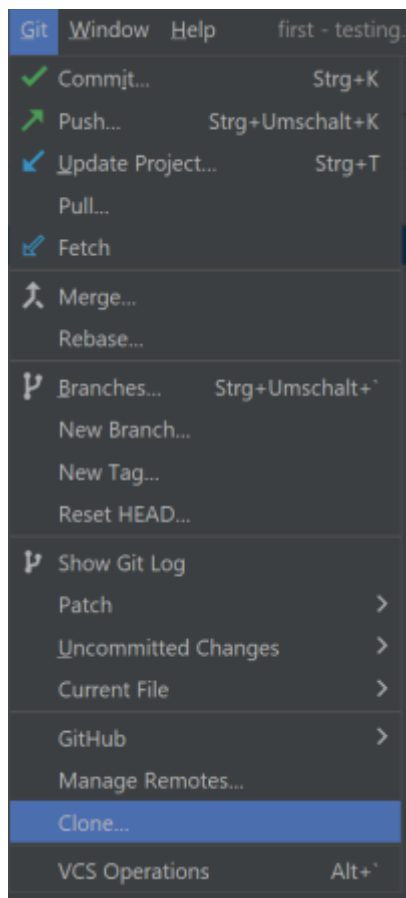 Git Window Help first - testing.
Commit... Strg+K
Push... Strg+Umschalt+K
Update Project... Strg+T
Pull...
Fetch
Merge...
Rebase...
Branches... Strg+Umschalt+`
New Branch...
New Tag...
Reset HEAD...
Show Git Log
Patch
Uncommitted Changes
Current File
GitHub
Manage Remotes...
Clone...
VCS Operations Alt+`